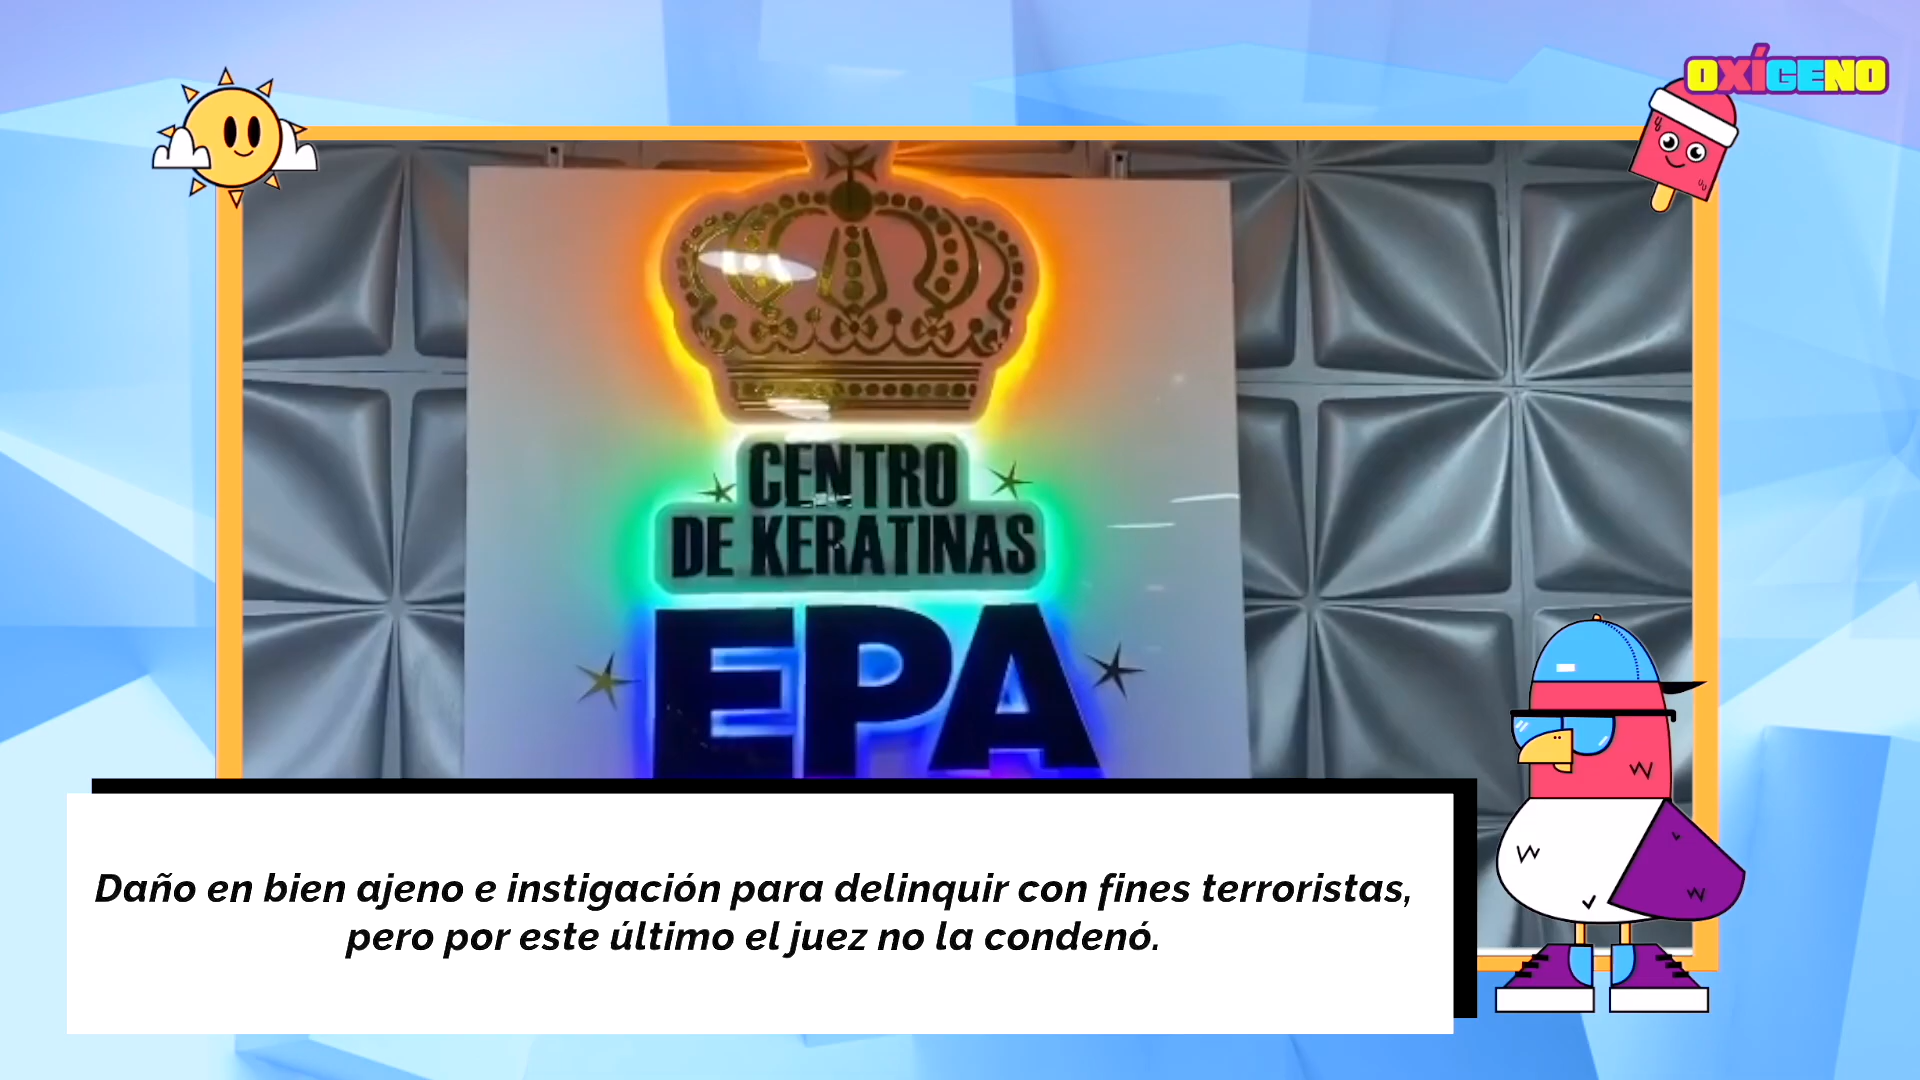 OXÍGENO
CENTRO
DE KERATINAS
EPA
Daño en bien ajeno e instigación para delinquir con fines terroristas,
pero por este último el juez no la condenó.